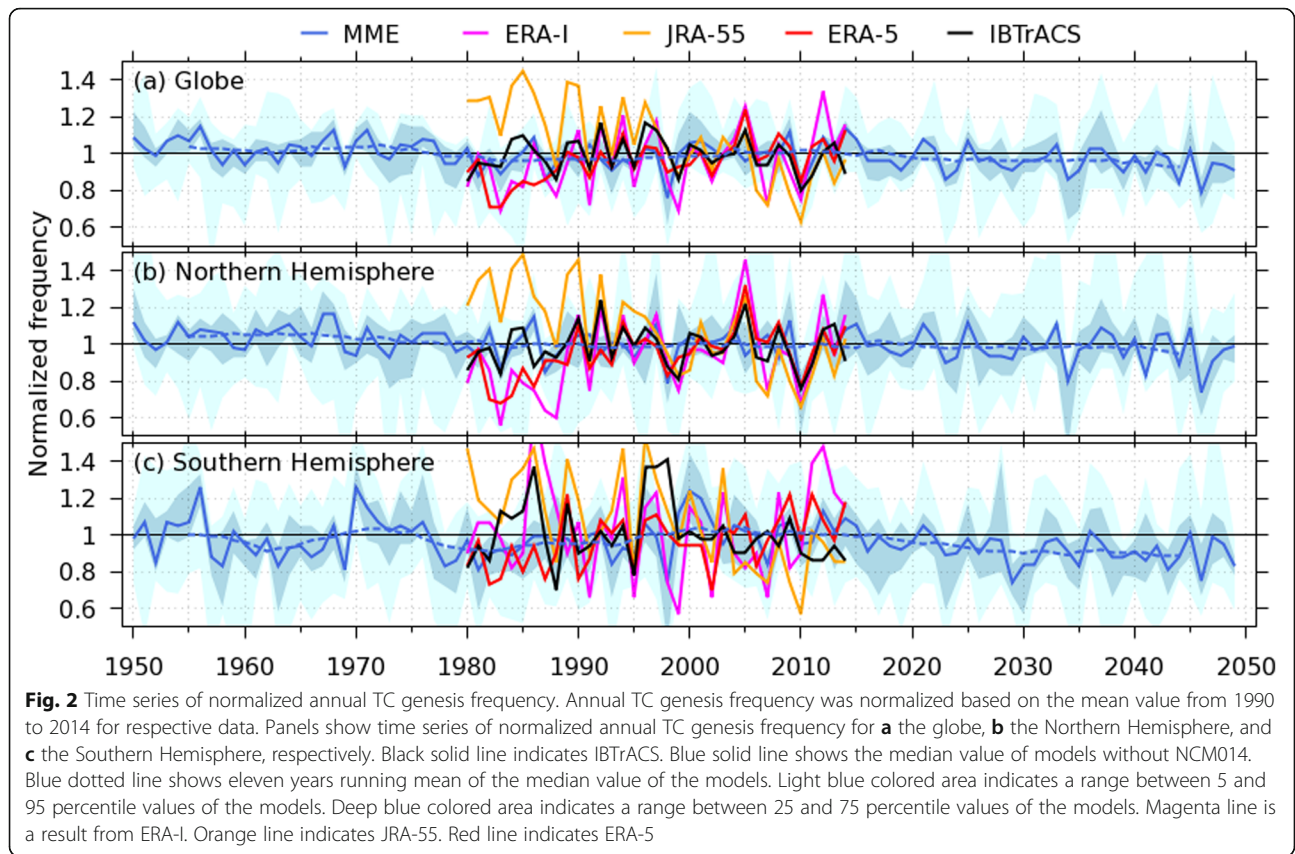 MME ERA-I JRA-55 ERA-5 IBTrACS
Normalized frequency
(a) Globe
1.4
1.2
1
0.8
0.6
(b) Northern Hemisphere
1.4
1.2
1
0.8
0.6
(c) Southern Hemisphere
1.4
1.2
1
0.8
0.6
1950 1960 1970 1980 1990 2000 2010 2020 2030 2040 2050
Fig. 2 Time series of normalized annual TC genesis frequency. Annual TC genesis frequency was normalized based on the mean value from 1990
to 2014 for respective data. Panels show time series of normalized annual TC genesis frequency for a the globe, b the Northern Hemisphere, and
c the Southern Hemisphere, respectively. Black solid line indicates IBTrACS. Blue solid line shows the median value of models without NCM014.
Blue dotted line shows eleven years running mean of the median value of the models. Light blue colored area indicates a range between 5 and
95 percentile values of the models. Deep blue colored area indicates a range between 25 and 75 percentile values of the models. Magenta line is
a result from ERA-I. Orange line indicates JRA-55. Red line indicates ERA-5